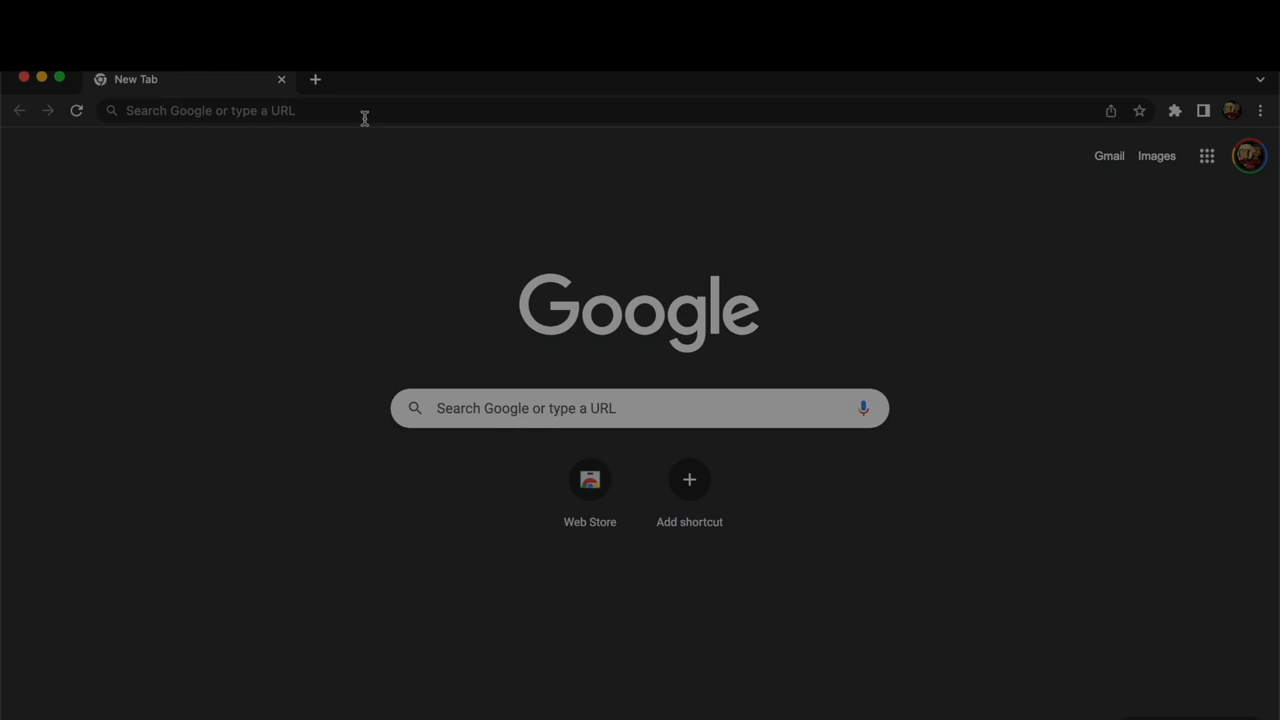 New Tab
Search Google or type a URL
Gmail Images
Google
Search Google or type a URL
Web Store Add shortcut